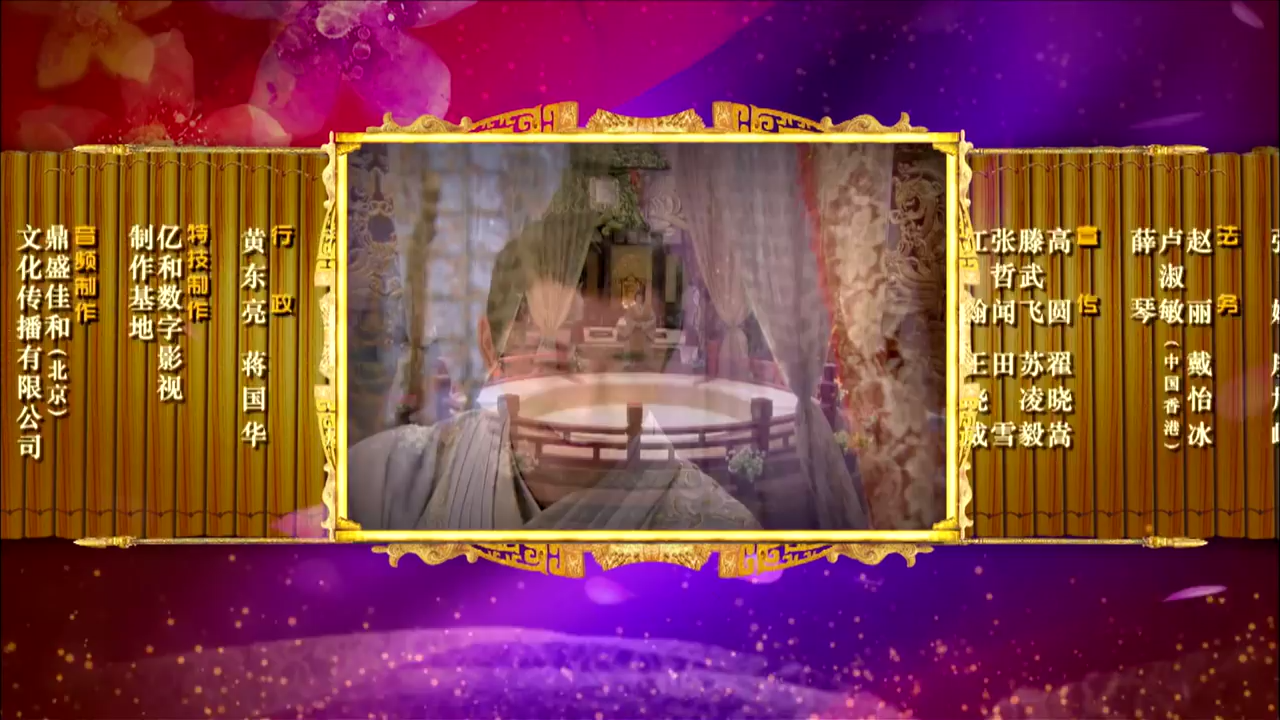 法务
赵丽 戴怡冰
卢淑敏(中国香港)
薛琴
宣传
高圆 翟晓嵩
滕武飞 苏凌毅
张哲闻 田雪
行政
黄东亮 蒋国华
特技制作
亿和数字影视
制作基地
音频制作
鼎盛佳和(北京)
文化传播有限公司